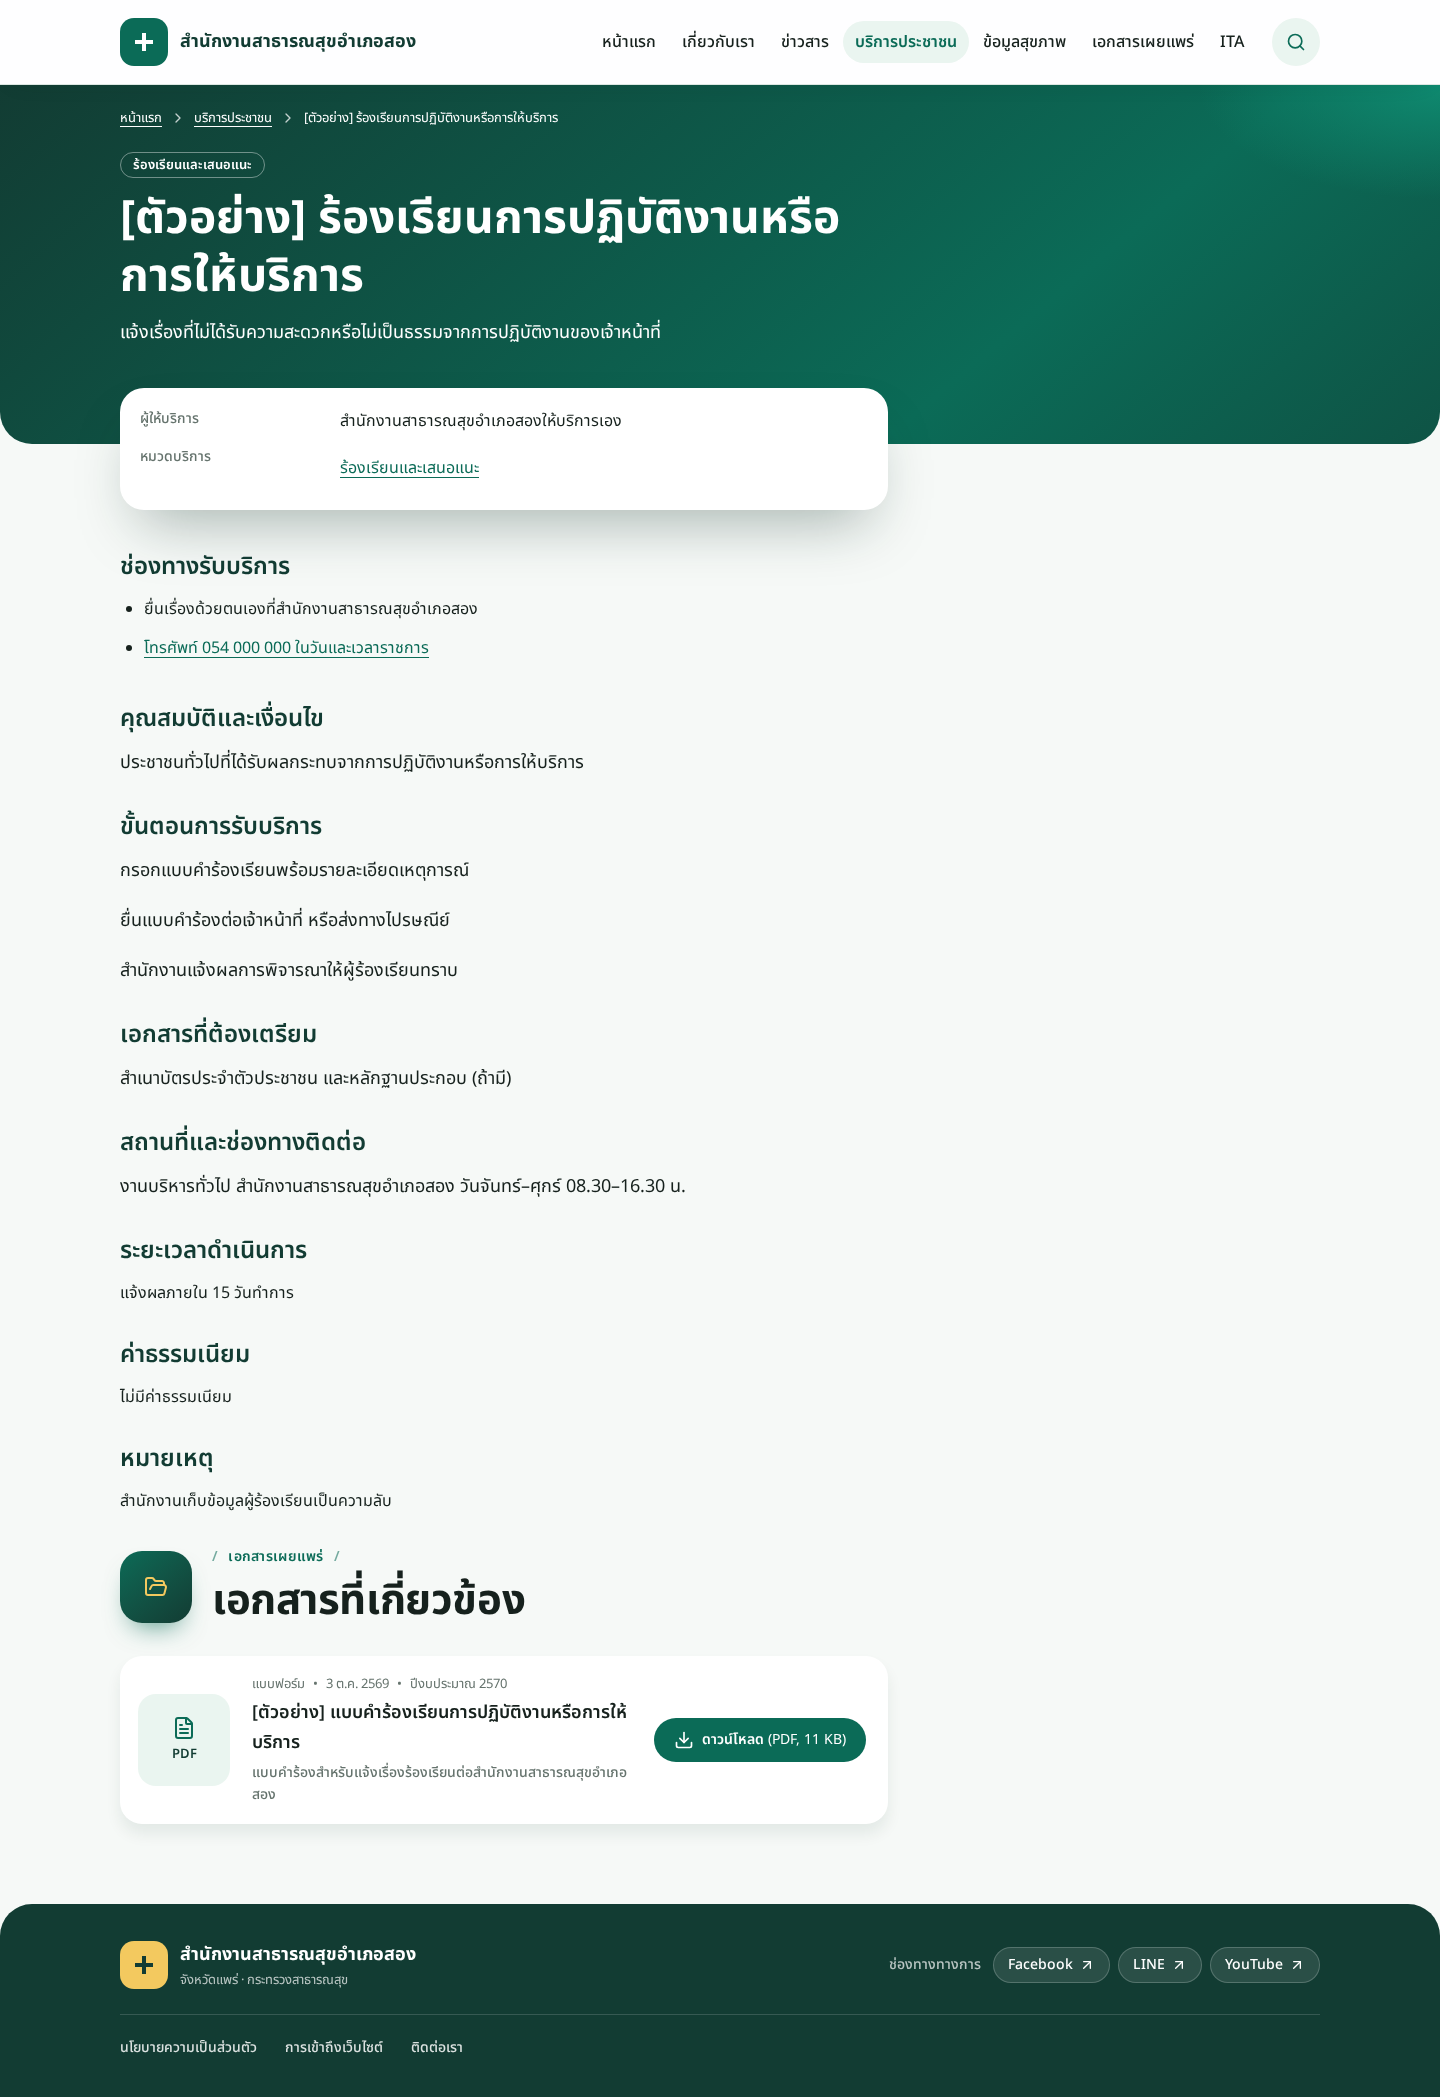 สำนักงานสาธารณสุขอำเภอสอง
หน้าแรก
เกี่ยวกับเรา
ข่าวสาร
บริการประชาชน
ข้อมูลสุขภาพ
เอกสารเผยแพร่
ITA
หน้าแรก
บริการประชาชน
[ตัวอย่าง] ร้องเรียนการปฏิบัติงานหรือการให้บริการ
ร้องเรียนและเสนอแนะ
[ตัวอย่าง] ร้องเรียนการปฏิบัติงานหรือ
การให้บริการ
แจ้งเรื่องที่ไม่ได้รับความสะดวกหรือไม่เป็นธรรมจากการปฏิบัติงานของเจ้าหน้าที่
ผู้ให้บริการ
สำนักงานสาธารณสุขอำเภอสองให้บริการเอง
หมวดบริการ
ร้องเรียนและเสนอแนะ
ช่องทางรับบริการ
ยื่นเรื่องด้วยตนเองที่สำนักงานสาธารณสุขอำเภอสอง
โทรศัพท์ 054 000 000 ในวันและเวลาราชการ
คุณสมบัติและเงื่อนไข
ประชาชนทั่วไปที่ได้รับผลกระทบจากการปฏิบัติงานหรือการให้บริการ
ขั้นตอนการรับบริการ
กรอกแบบคำร้องเรียนพร้อมรายละเอียดเหตุการณ์
ยื่นแบบคำร้องต่อเจ้าหน้าที่ หรือส่งทางไปรษณีย์
สำนักงานแจ้งผลการพิจารณาให้ผู้ร้องเรียนทราบ
เอกสารที่ต้องเตรียม
สำเนาบัตรประจำตัวประชาชน และหลักฐานประกอบ (ถ้ามี)
สถานที่และช่องทางติดต่อ
งานบริหารทั่วไป สำนักงานสาธารณสุขอำเภอสอง วันจันทร์–ศุกร์ 08.30–16.30 น.
ระยะเวลาดำเนินการ
แจ้งผลภายใน 15 วันทำการ
ค่าธรรมเนียม
ไม่มีค่าธรรมเนียม
หมายเหตุ
สำนักงานเก็บข้อมูลผู้ร้องเรียนเป็นความลับ
/ เอกสารเผยแพร่ /
เอกสารที่เกี่ยวข้อง
PDF
แบบฟอร์ม • 3 ต.ค. 2569 • ปีงบประมาณ 2570
[ตัวอย่าง] แบบคำร้องเรียนการปฏิบัติงานหรือการให้
บริการ
แบบคำร้องสำหรับแจ้งเรื่องร้องเรียนต่อสำนักงานสาธารณสุขอำเภอ
สอง
ดาวน์โหลด (PDF, 11 KB)
สำนักงานสาธารณสุขอำเภอสอง
จังหวัดแพร่ · กระทรวงสาธารณสุข
ช่องทางทางการ
Facebook
LINE
YouTube
นโยบายความเป็นส่วนตัว
การเข้าถึงเว็บไซต์
ติดต่อเรา